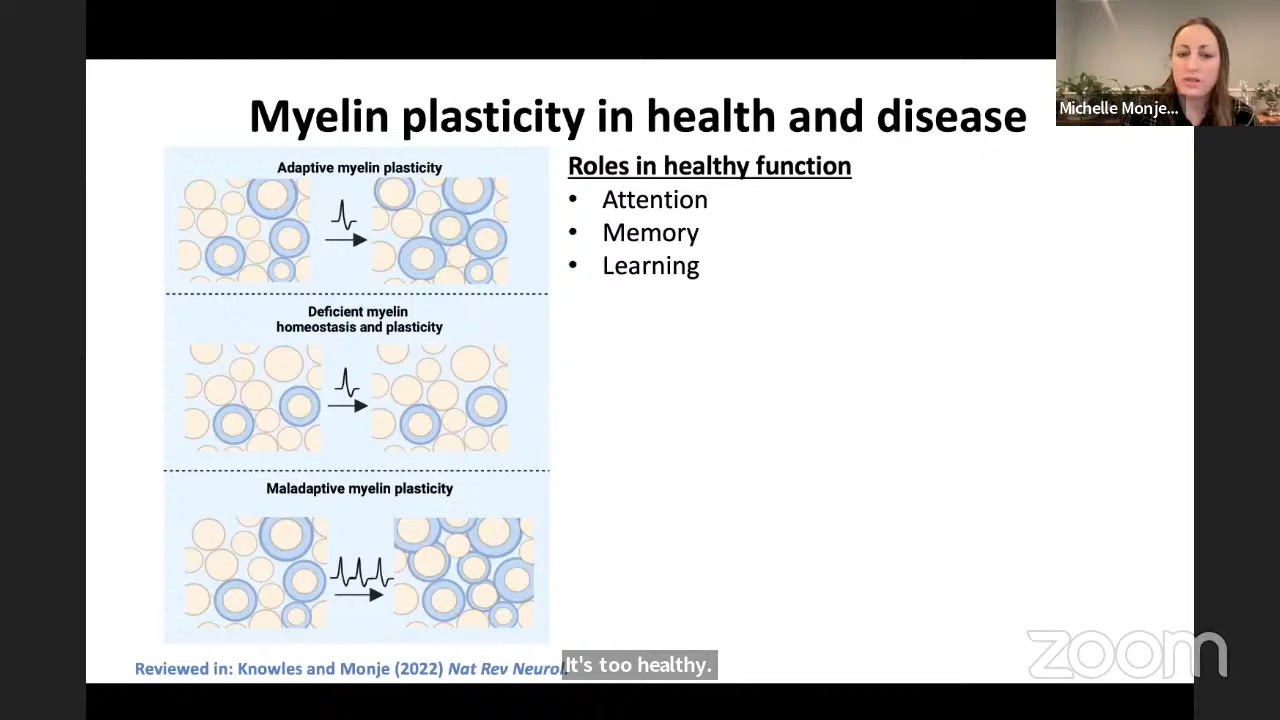 Myelin plasticity in health and disease
Michelle Monje...
Adaptive myelin plasticity
Deficient myelin
homeostasis and plasticity
Maladaptive myelin plasticity
Roles in healthy function
• Attention
• Memory
• Learning
Reviewed in: Knowles and Monje (2022) Nat Rev Neurol.
It's too healthy.
zoom